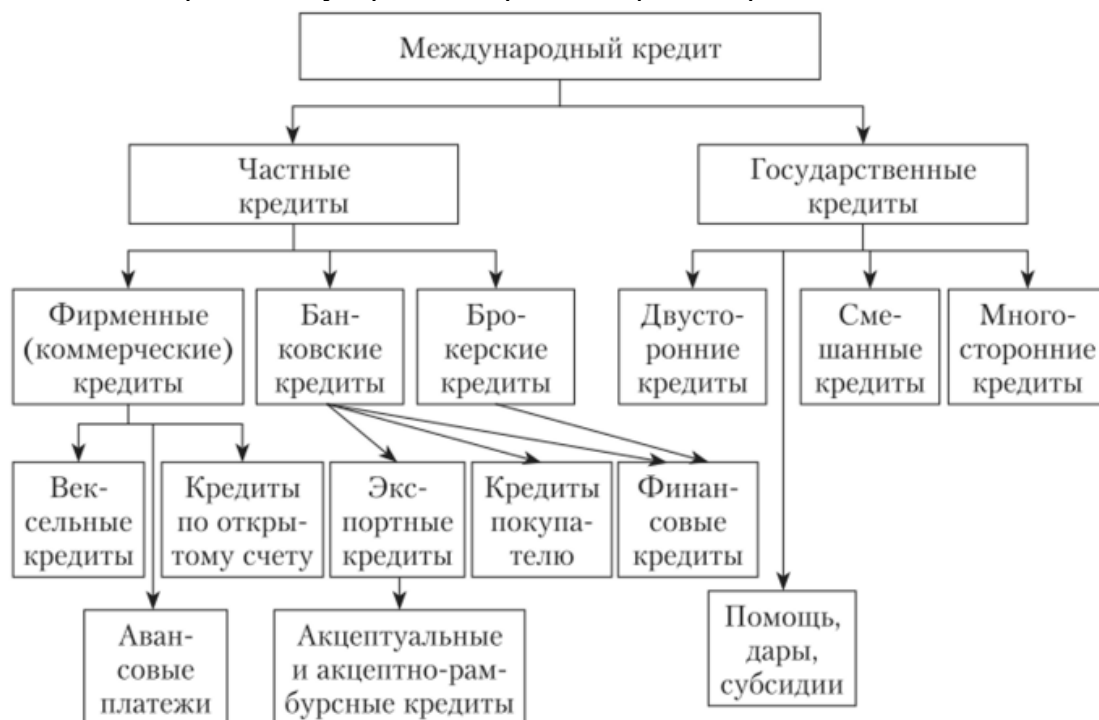 Международный кредит
Частные
кредиты
Государственные
кредиты
Фирменные
(коммерческие)
кредиты
Бан-
ковские
кредиты
Бро-
керские
кредиты
Двусто-
ронние
кредиты
Сме-
шанные
кредиты
Много-
сторонние
кредиты
Век-
сельные
кредиты
Кредиты
по откры-
тому счету
Экс-
портные
кредиты
Кредиты
покупа-
телю
Финан-
совые
кредиты
Аван-
совые
платежи
Акцептуальные
и акцептно-рам-
бурсные кредиты
Помощь,
дары,
субсидии